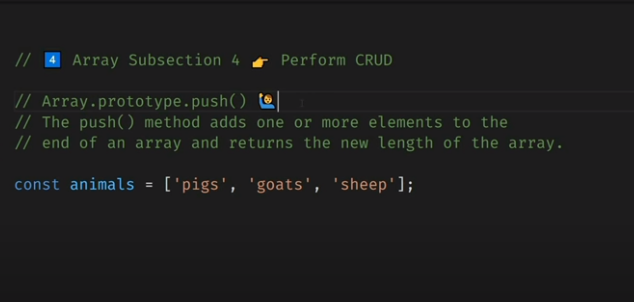 // 4️⃣ Array Subsection 4 👉 Perform CRUD
// Array.prototype.push() 🙋
// The push() method adds one or more elements to the
// end of an array and returns the new length of the array.
const animals = ['pigs', 'goats', 'sheep'];